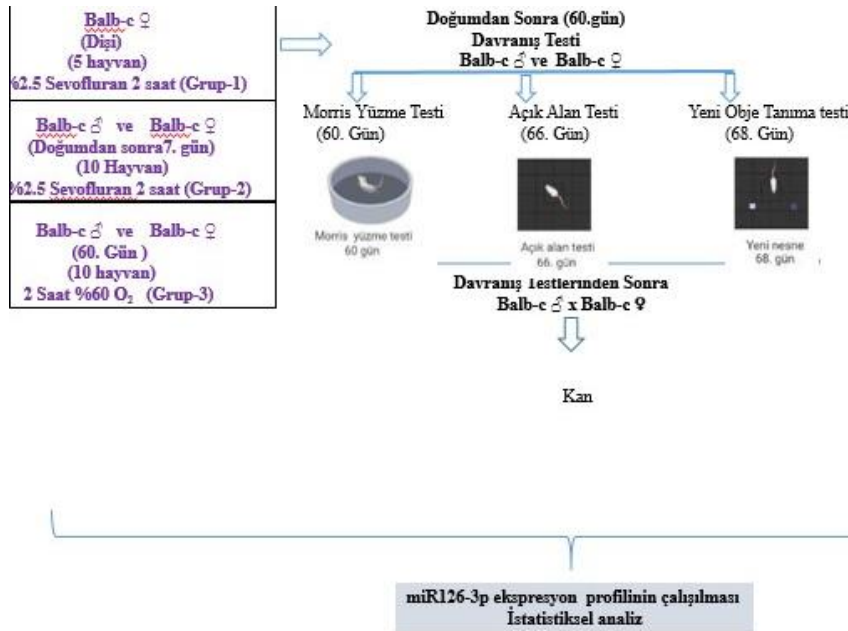 Balb-c ♀
(Dişi)
(5 hayvan)
%2.5 Sevofluran 2 saat (Grup-1)
Balb-c ♂ ve Balb-c ♀
(Doğumdan sonra7. gün)
(10 Hayvan)
%2.5 Sevofluran 2 saat (Grup-2)
Balb-c ♂ ve Balb-c ♀
(60. Gün )
(10 hayvan)
2 Saat %60 O₂ (Grup-3)
Doğumdan Sonra (60.gün)
Davranış Testi
Balb-c ♂ ve Balb-c ♀
Morris Yüzme Testi
(60. Gün)
Açık Alan Testi
(66. Gün)
Yeni Obje Tanıma testi
(68. Gün)
Morris yüzme testi
60 gün
Açık alan testi
66. gün
Yeni nesne
68. gün
Davranış Testlerinden Sonra
Balb-c ♂ x Balb-c ♀
Kan
miR126-3p ekspresyon profilinin çalışılması
İstatistiksel analiz